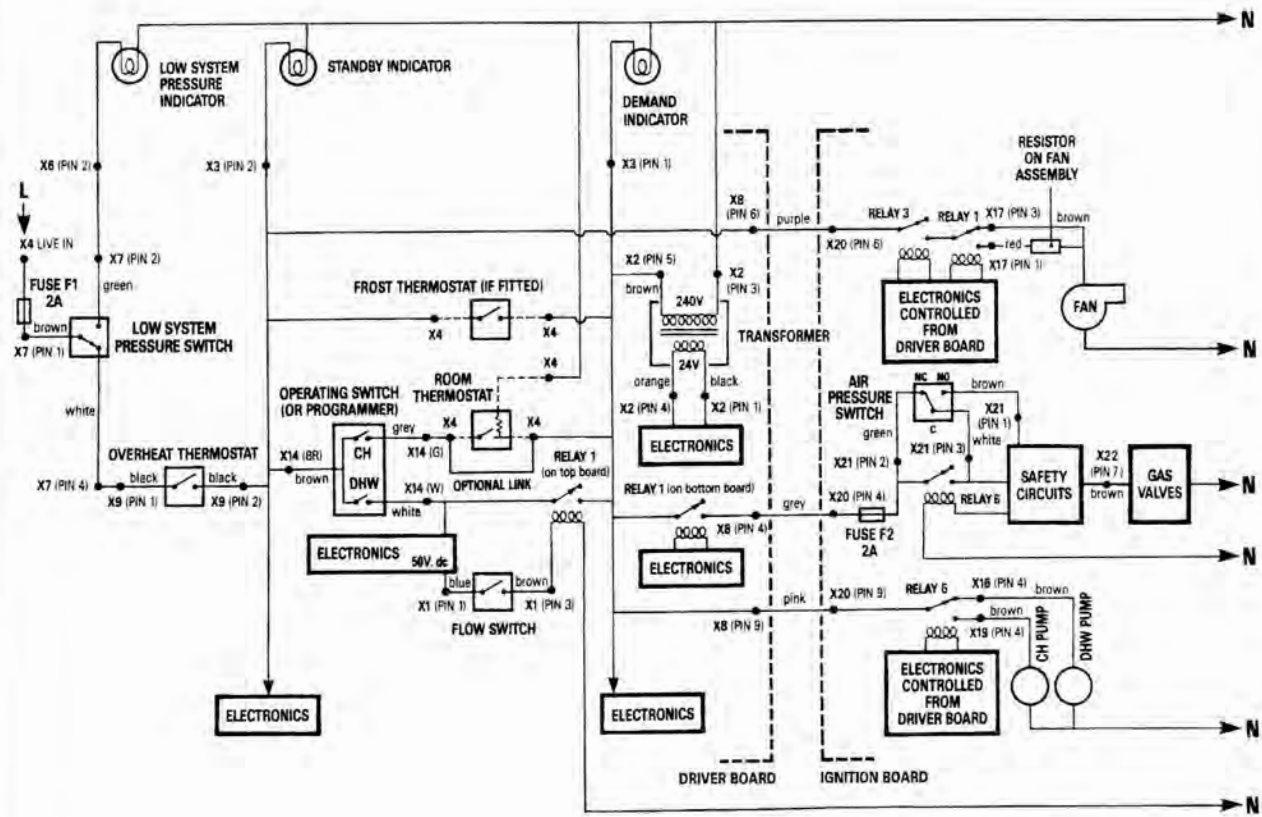 N
LOW SYSTEM
PRESSURE
INDICATOR
STANDBY INDICATOR
DEMAND
INDICATOR
RESISTOR
ON FAN
ASSEMBLY
X6 (PIN 2)
X3 (PIN 2)
X3 (PIN 1)
L
X4 LIVE IN
X8
(PIN 6)
purple
X20 (PIN 6)
RELAY 3
RELAY 1
X17 (PIN 3)
brown
red
X17 (PIN 1)
X7 (PIN 2)
green
FUSE F1
2A
brown
X7 (PIN 1)
LOW SYSTEM
PRESSURE SWITCH
FROST THERMOSTAT (IF FITTED)
X4
X4
X2
(PIN 5)
brown
X2
(PIN 3)
240V
24V
TRANSFORMER
ELECTRONICS
CONTROLLED
FROM
DRIVER BOARD
FAN
N
white
OPERATING SWITCH
(OR PROGRAMMER)
ROOM
THERMOSTAT
X4
orange
black
X2 (PIN 4)
X2 (PIN 1)
ELECTRONICS
AIR
PRESSURE
SWITCH
NC
NO
C
brown
X21
(PIN 1)
green
white
X21 (PIN 3)
X21 (PIN 2)
OVERHEAT THERMOSTAT
X7 (PIN 4)
black
X9 (PIN 1)
black
X9 (PIN 2)
X14 (BR)
brown
CH
DHW
grey
X14 (G)
X4
X4
OPTIONAL LINK
X14 (W)
white
RELAY 1
(on top board)
RELAY 1 (on bottom board)
X8 (PIN 4)
grey
X20 (PIN 4)
FUSE F2
2A
RELAY 6
SAFETY
CIRCUITS
X22
(PIN 7)
brown
GAS
VALVES
N
N
ELECTRONICS
50V. dc
ELECTRONICS
blue
brown
X1 (PIN 1)
X1 (PIN 3)
FLOW SWITCH
X8 (PIN 9)
pink
X20 (PIN 9)
RELAY 6
X16 (PIN 4)
brown
brown
X19 (PIN 4)
CH PUMP
DHW PUMP
ELECTRONICS
CONTROLLED
FROM
DRIVER BOARD
ELECTRONICS
ELECTRONICS
N
DRIVER BOARD
IGNITION BOARD
N